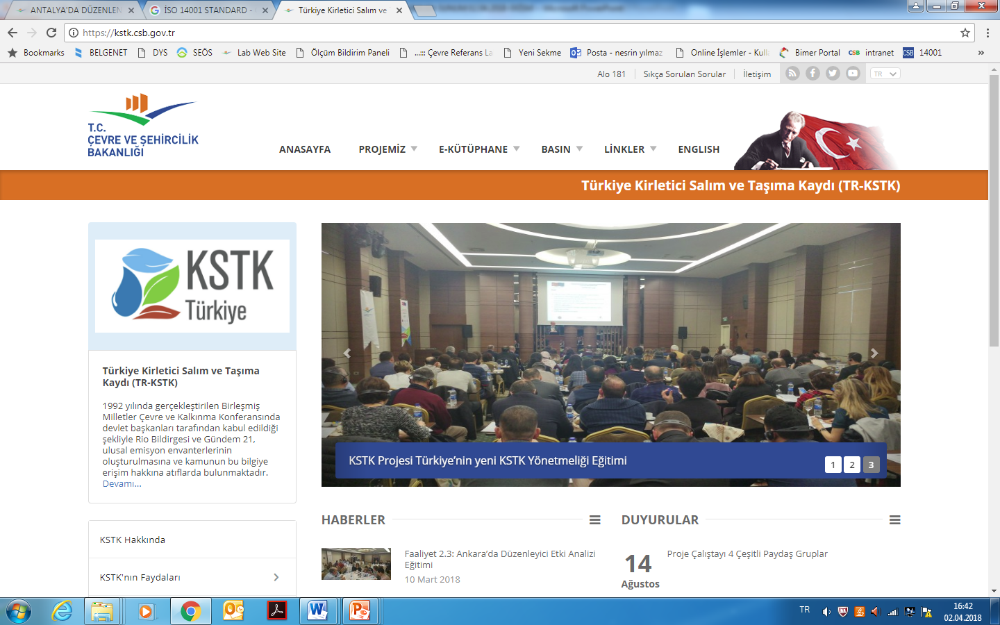 ANTALYA'DA DÜZENLEN
İSO 14001 STANDARD -
Türkiye Kirletici Salım ve
https://kstk.csb.gov.tr
Bookmarks BELGENET DYS SEÖS Lab Web Site Ölçüm Bildirim Paneli ...::: Çevre Referans La Yeni Sekme Posta - nesrin yılmaz Online İşlemler - Kulla Bimer Portal CSB intranet CSB 14001 »
Alo 181 Sıkça Sorulan Sorular İletişim TR
T.C.
ÇEVRE VE ŞEHİRCİLİK
BAKANLIĞI
ANASAYFA PROJEMİZ E-KÜTÜPHANE BASIN LİNKLER ENGLISH
Türkiye Kirletici Salım ve Taşıma Kaydı (TR-KSTK)
KSTK
Türkiye
Türkiye Kirletici Salım ve Taşıma
Kaydı (TR-KSTK)
1992 yılında gerçekleştirilen Birleşmiş
Milletler Çevre ve Kalkınma Konferansında
devlet başkanları tarafından kabul edildiği
şekliyle Rio Bildirgesi ve Gündem 21,
ulusal emisyon envanterlerinin
oluşturulmasına ve kamunun bu bilgiye
erişim hakkına atıflarda bulunmaktadır.
Devamı...
KSTK Hakkında
KSTK'nın Faydaları
KSTK Projesi Türkiye’nin yeni KSTK Yönetmeliği Eğitimi
1 2 3
HABERLER
Faaliyet 2.3: Ankara’da Düzenleyici Etki Analizi
Eğitimi
10 Mart 2018
DUYURULAR
14
Ağustos
Proje Çalıştayı 4 Çeşitli Paydaş Gruplar
TR
16:42
02.04.2018